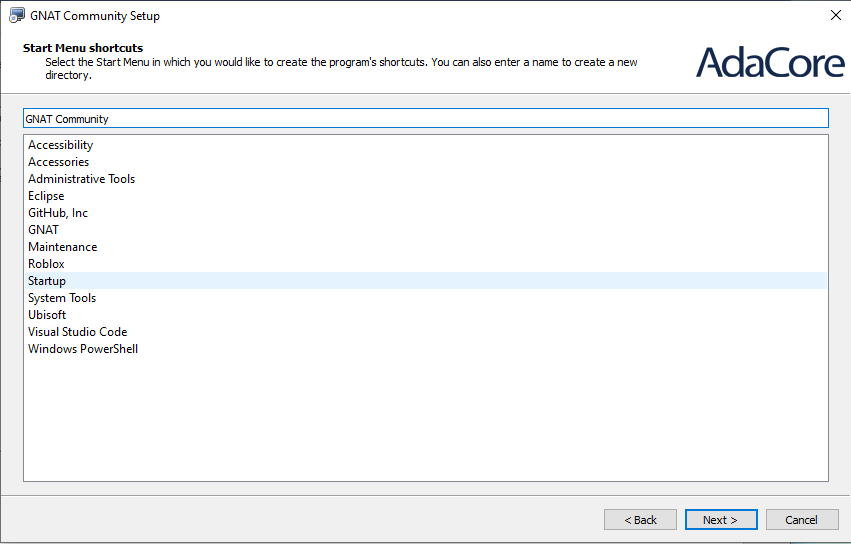 GNAT Community Setup
Start Menu shortcuts
Select the Start Menu in which you would like to create the program's shortcuts. You can also enter a name to create a new
directory.
AdaCore
GNAT Community
Accessibility
Accessories
Administrative Tools
Eclipse
GitHub, Inc
GNAT
Maintenance
Roblox
Startup
System Tools
Ubisoft
Visual Studio Code
Windows PowerShell
< Back
Next >
Cancel